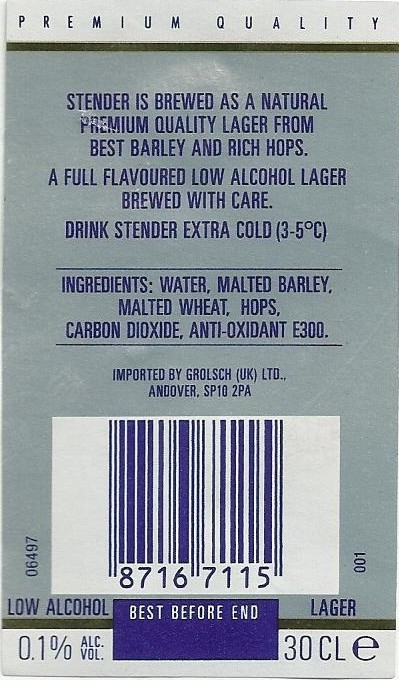 PREMIUM QUALITY
STENDER IS BREWED AS A NATURAL
PREMIUM QUALITY LAGER FROM
BEST BARLEY AND RICH HOPS.
A FULL FLAVOURED LOW ALCOHOL LAGER
BREWED WITH CARE.
DRINK STENDER EXTRA COLD (3-5°C)
INGREDIENTS: WATER, MALTED BARLEY,
MALTED WHEAT, HOPS,
CARBON DIOXIDE, ANTI-OXIDANT E300.
IMPORTED BY GROLSCH (UK) LTD.,
ANDOVER, SP10 2PA
06497
001
8716 7115
LOW ALCOHOL
BEST BEFORE END
LAGER
0.1% ALC. VOL.
30 CL e